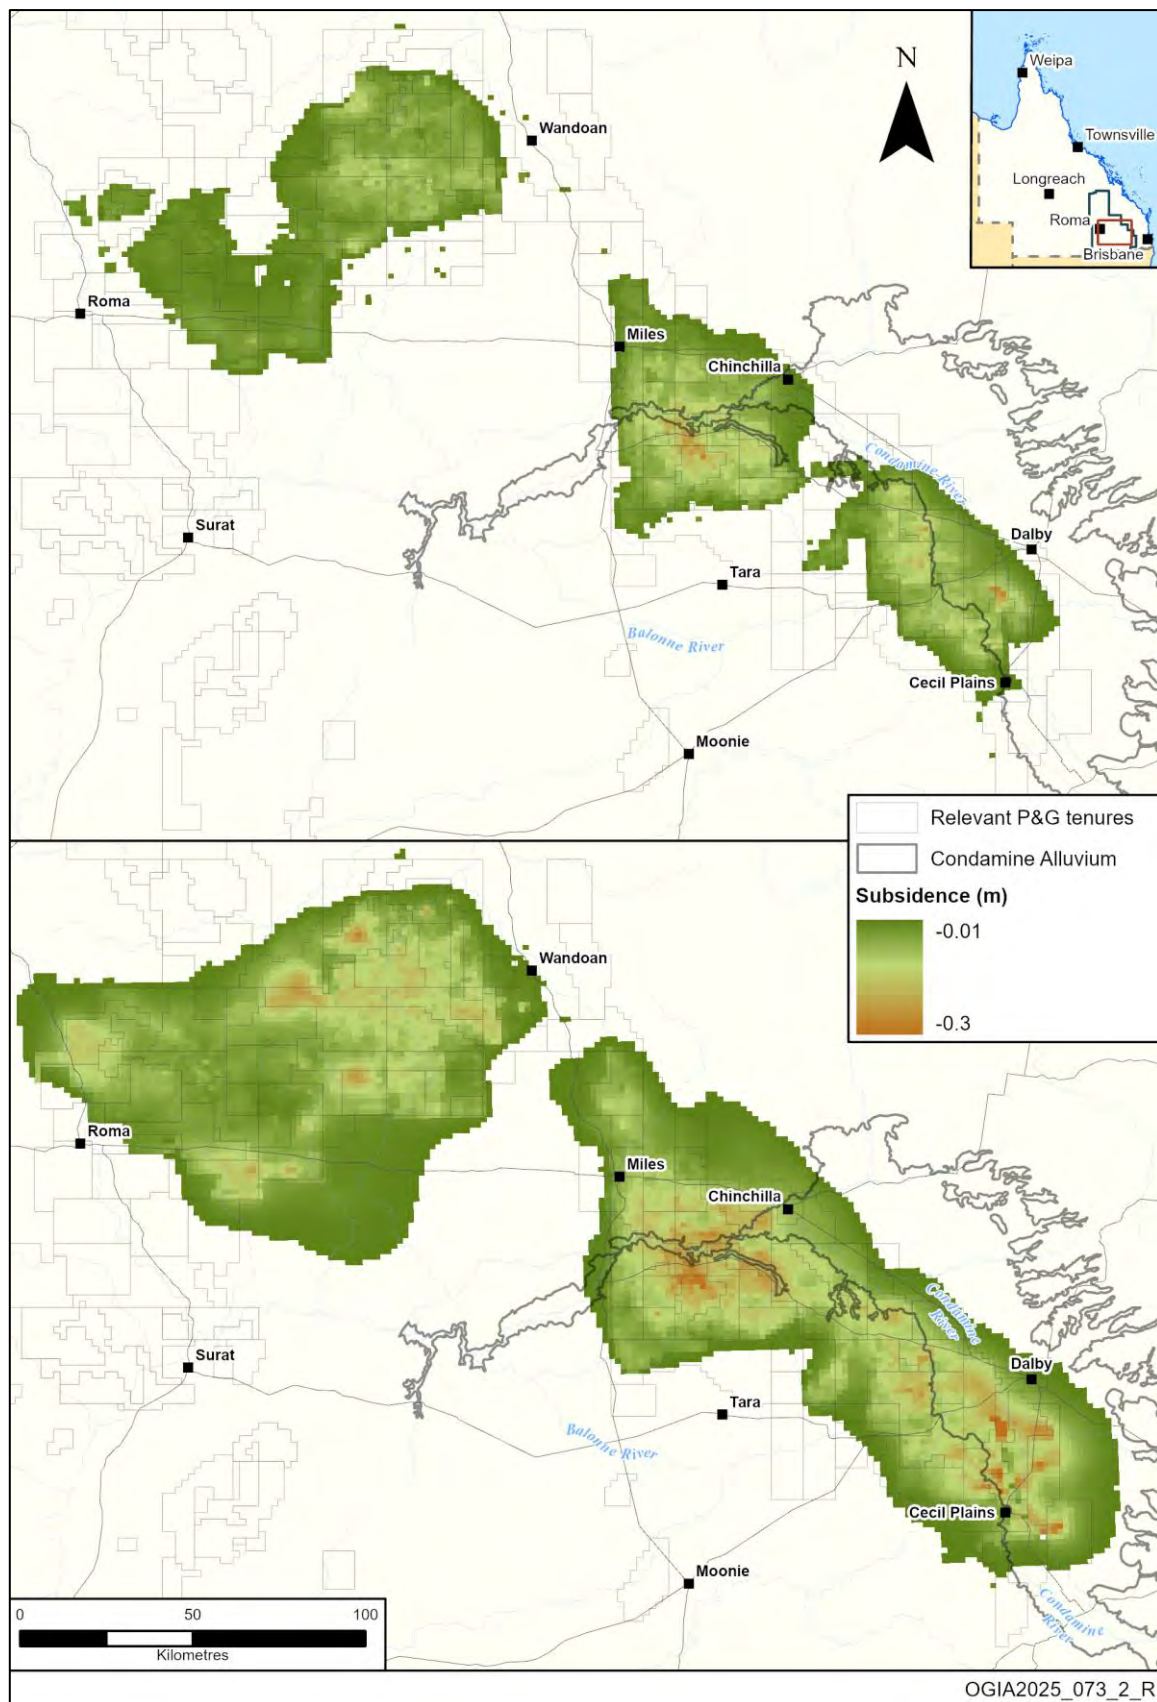 N
Weipa
Townsville
Longreach
Roma
Brisbane
Wandoan
Roma
Miles
Chinchilla
Condamine River
Surat
Dalby
Tara
Balonne River
Cecil Plains
Moonie
Relevant P&G tenures
Condamine Alluvium
Subsidence (m)
-0.01
-0.3
Wandoan
Roma
Miles
Chinchilla
Condamine
River
Surat
Dalby
Tara
Balonne River
Cecil Plains
Moonie
Condamine
River
0 50 100
Kilometres
OGIA2025_073_2_R